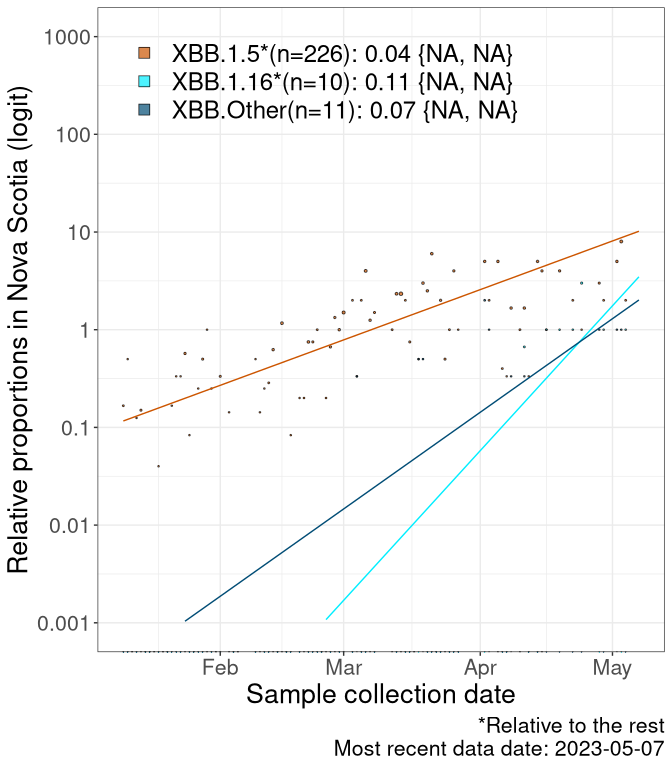 XBB.1.5*(n=226): 0.04 {NA, NA}
XBB.1.16*(n=10): 0.11 {NA, NA}
XBB.Other(n=11): 0.07 {NA, NA}
Relative proportions in Nova Scotia (logit)
1000
100
10
1
0.1
0.01
0.001
Feb Mar Apr May
Sample collection date
*Relative to the rest
Most recent data date: 2023-05-07